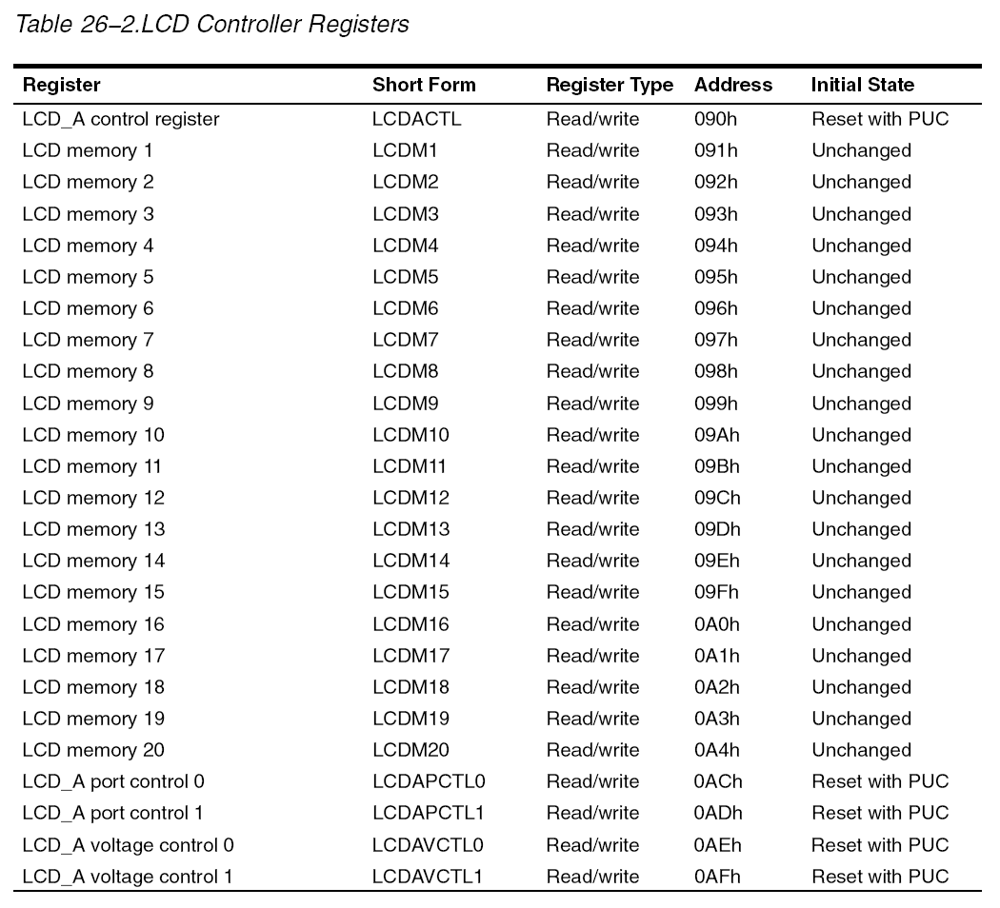 Table 26–2.LCD Controller Registers
Register Short Form Register Type Address Initial State
LCD_A control register LCDACTL Read/write 090h Reset with PUC
LCD memory 1 LCDM1 Read/write 091h Unchanged
LCD memory 2 LCDM2 Read/write 092h Unchanged
LCD memory 3 LCDM3 Read/write 093h Unchanged
LCD memory 4 LCDM4 Read/write 094h Unchanged
LCD memory 5 LCDM5 Read/write 095h Unchanged
LCD memory 6 LCDM6 Read/write 096h Unchanged
LCD memory 7 LCDM7 Read/write 097h Unchanged
LCD memory 8 LCDM8 Read/write 098h Unchanged
LCD memory 9 LCDM9 Read/write 099h Unchanged
LCD memory 10 LCDM10 Read/write 09Ah Unchanged
LCD memory 11 LCDM11 Read/write 09Bh Unchanged
LCD memory 12 LCDM12 Read/write 09Ch Unchanged
LCD memory 13 LCDM13 Read/write 09Dh Unchanged
LCD memory 14 LCDM14 Read/write 09Eh Unchanged
LCD memory 15 LCDM15 Read/write 09Fh Unchanged
LCD memory 16 LCDM16 Read/write 0A0h Unchanged
LCD memory 17 LCDM17 Read/write 0A1h Unchanged
LCD memory 18 LCDM18 Read/write 0A2h Unchanged
LCD memory 19 LCDM19 Read/write 0A3h Unchanged
LCD memory 20 LCDM20 Read/write 0A4h Unchanged
LCD_A port control 0 LCDAPCTL0 Read/write 0ACh Reset with PUC
LCD_A port control 1 LCDAPCTL1 Read/write 0ADh Reset with PUC
LCD_A voltage control 0 LCDAVCTL0 Read/write 0AEh Reset with PUC
LCD_A voltage control 1 LCDAVCTL1 Read/write 0AFh Reset with PUC